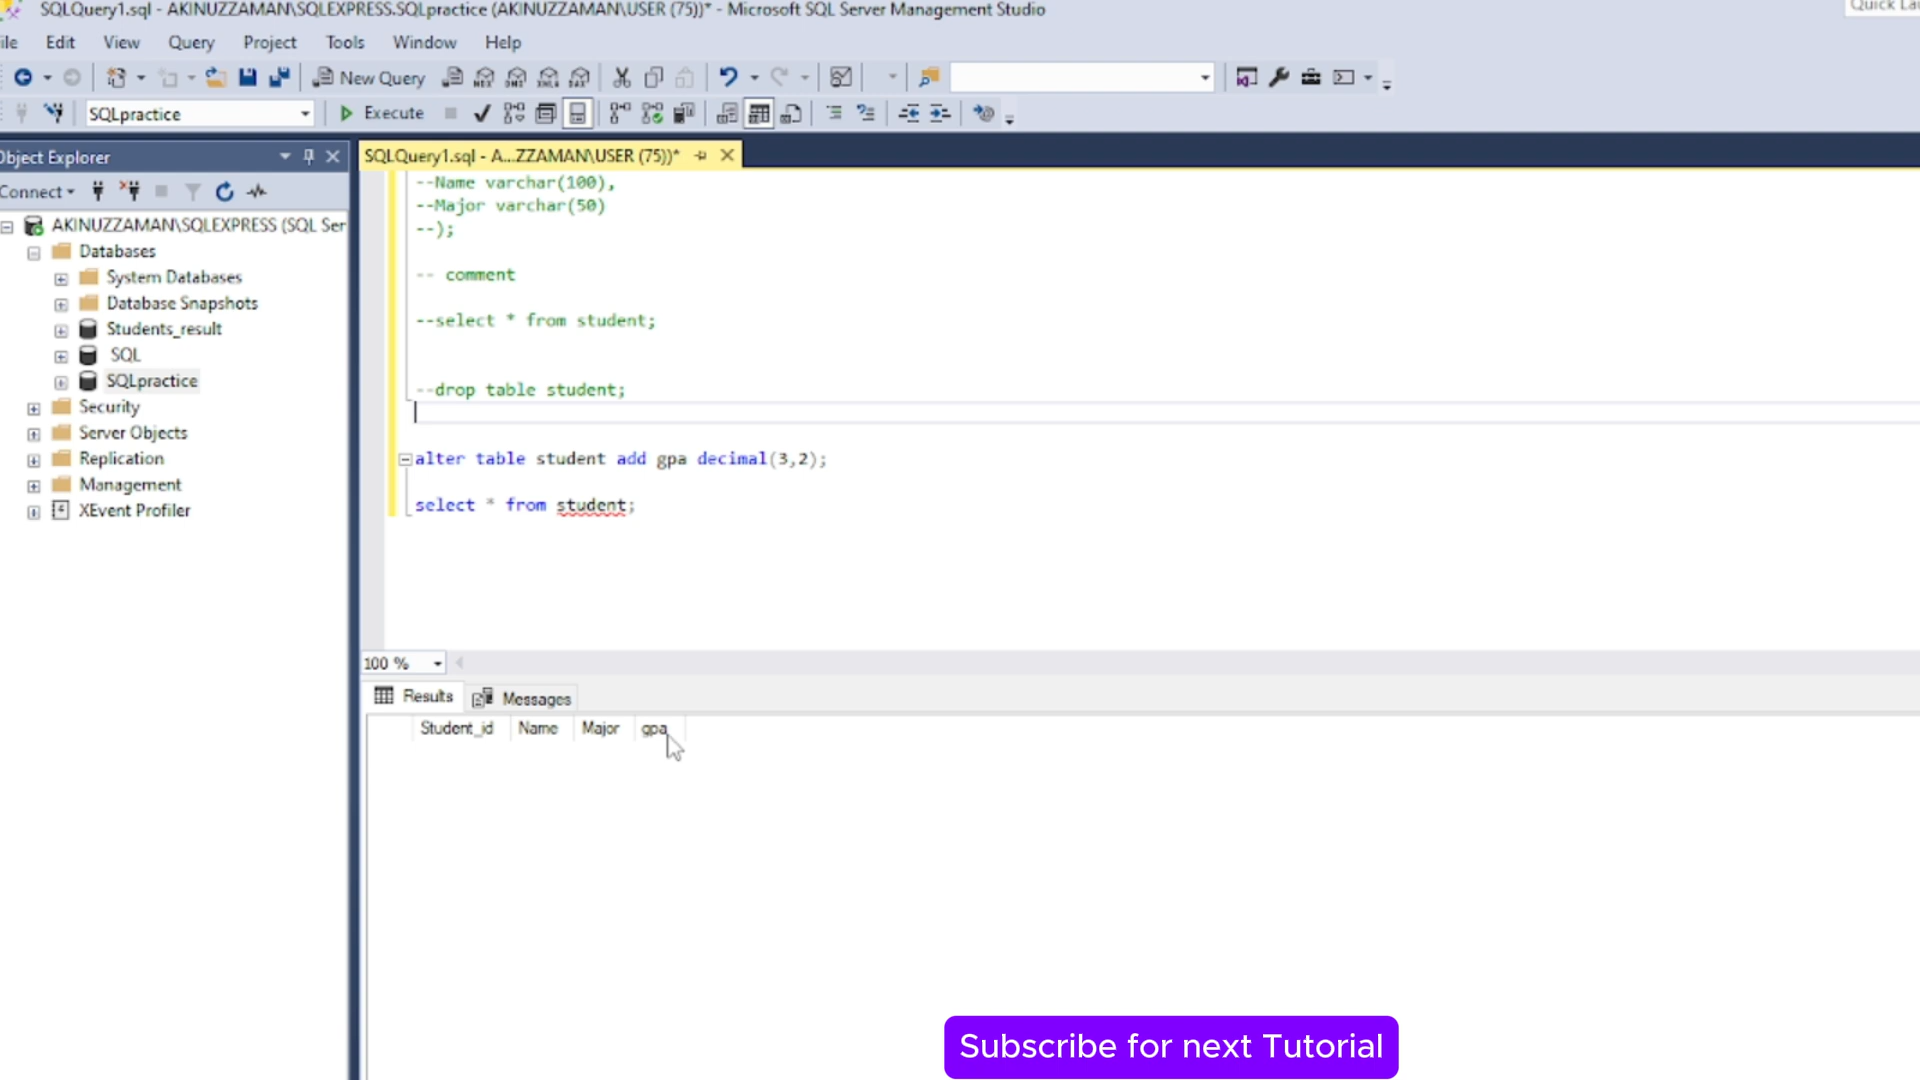 SQLQuery1.sql - AKINUZZAMAN\SQLEXPRESS.SQLpractice (AKINUZZAMAN\USER (75))* - Microsoft SQL Server Management Studio
Quick Lau
ile Edit View Query Project Tools Window Help
New Query
SQLpractice
Execute
Object Explorer
SQLQuery1.sql - A...ZZAMAN\USER (75))*
Connect
AKINUZZAMAN\SQLEXPRESS (SQL Ser
Databases
System Databases
Database Snapshots
Students_result
SQL
SQLpractice
Security
Server Objects
Replication
Management
XEvent Profiler
--Name varchar(100),
--Major varchar(50)
--);
-- comment
--select * from student;
--drop table student;
alter table student add gpa decimal(3,2);
select * from student;
100 %
Results Messages
Student_id Name Major gpa
Subscribe for next Tutorial